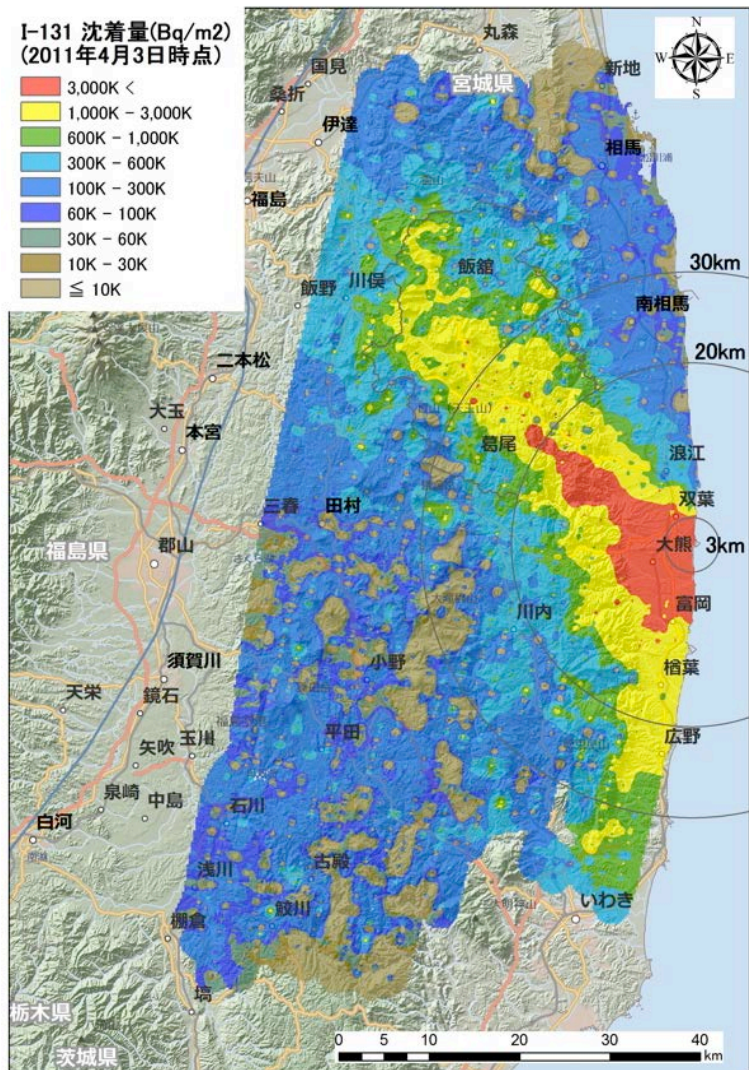 I-131 沈着量(Bq/m2)
(2011年4月3日時点)
3,000K <
1,000K - 3,000K
600K - 1,000K
300K - 600K
100K - 300K
60K - 100K
30K - 60K
10K - 30K
≦ 10K
N
W E
S
丸森
国見
宮城県
新地
桑折
伊達
相馬
福島
30km
飯舘
川俣
飯野
南相馬
20km
二本松
大玉
本宮
葛尾
浪江
三春
田村
双葉
郡山
福島県
大熊
3km
富岡
川内
須賀川
小野
楢葉
天栄
鏡石
平田
広野
玉川
矢吹
泉崎
中島
石川
白河
古殿
浅川
いわき
鮫川
棚倉
塙
栃木県
茨城県
0 5 10 20 30 40
km